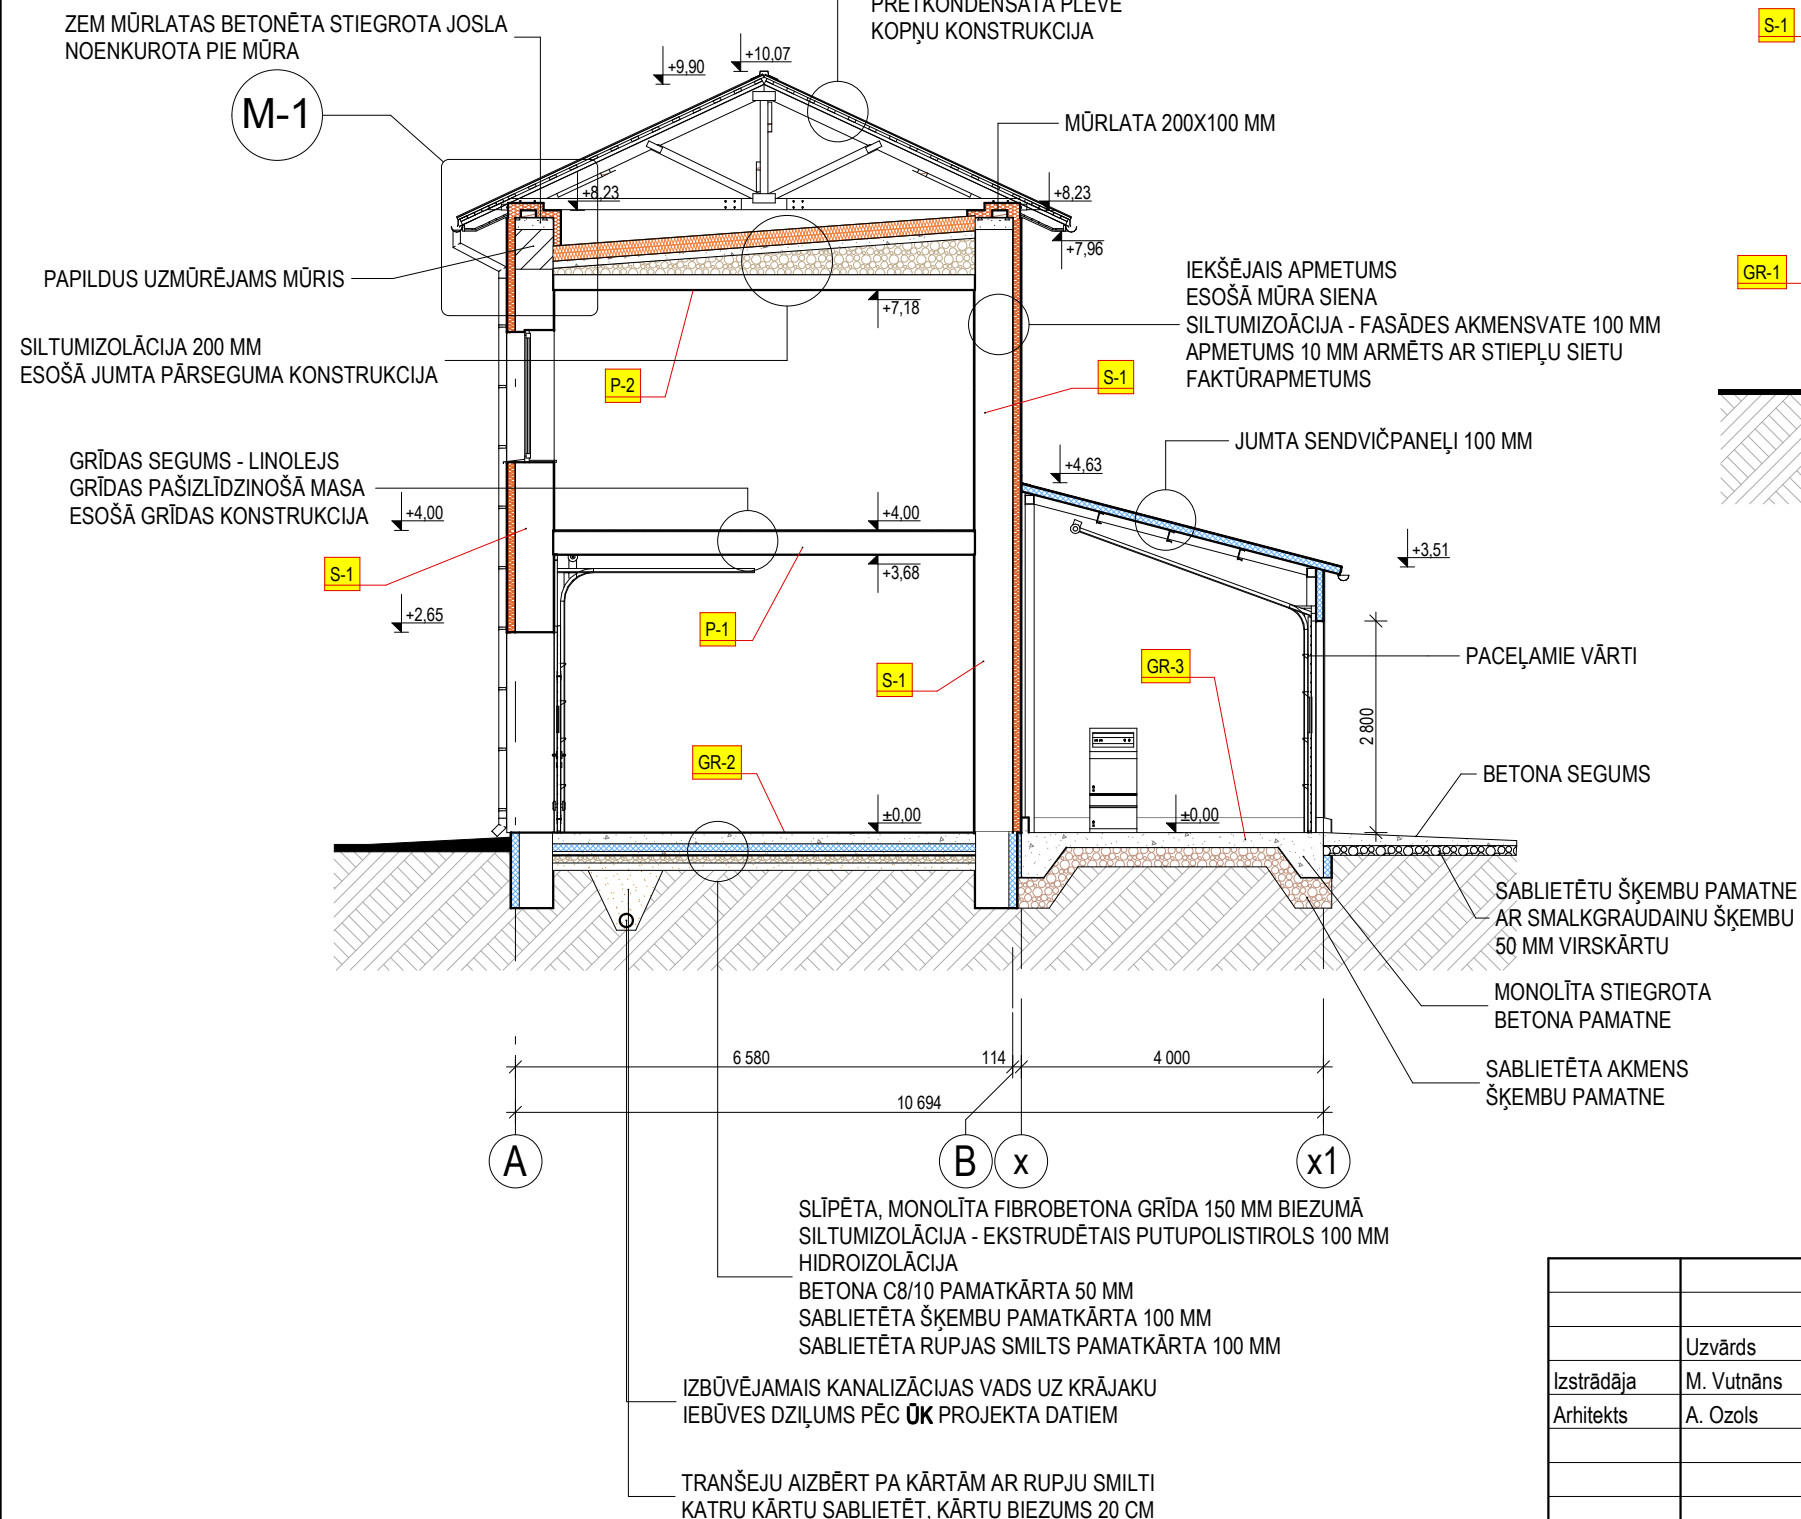 ZEM MŪRLATAS BETONĒTA STIEGROTA JOSLA
NOENKUROTA PIE MŪRA
PRETKONDENSĀTA PLĒVE
KOPŅU KONSTRUKCIJA
S-1
M-1
+9,90
+10,07
MŪRLATA 200X100 MM
+8,23
+8,23
+7,96
PAPILDUS UZMŪRĒJAMS MŪRIS
+7,18
GR-1
IEKŠĒJAIS APMETUMS
ESOŠĀ MŪRA SIENA
SILTUMIZOĀCIJA - FASĀDES AKMENSVATE 100 MM
APMETUMS 10 MM ARMĒTS AR STIEPĻU SIETU
FAKTŪRAPMETUMS
SILTUMIZOLĀCIJA 200 MM
ESOŠĀ JUMTA PĀRSEGUMA KONSTRUKCIJA
P-2
S-1
JUMTA SENDVIČPANEĻI 100 MM
+4,63
GRĪDAS SEGUMS - LINOLEJS
GRĪDAS PAŠIZLĪDZINOŠĀ MASA
ESOŠĀ GRĪDAS KONSTRUKCIJA
+4,00
+4,00
+3,68
+3,51
S-1
+2,65
P-1
S-1
GR-3
PACEĻAMIE VĀRTI
2 800
GR-2
BETONA SEGUMS
±0,00
±0,00
SABLIETĒTU ŠĶEMBU PAMATNE
AR SMALKGRAUDAINU ŠĶEMBU
50 MM VIRSKĀRTU
MONOLĪTA STIEGROTA
BETONA PAMATNE
SABLIETĒTA AKMENS
ŠĶEMBU PAMATNE
6 580
114
4 000
10 694
A
B
x
x1
SLĪPĒTA, MONOLĪTA FIBROBETONA GRĪDA 150 MM BIEZUMĀ
SILTUMIZOLĀCIJA - EKSTRUDĒTAIS PUTUPOLISTIROLS 100 MM
HIDROIZOLĀCIJA
BETONA C8/10 PAMATKĀRTA 50 MM
SABLIETĒTA ŠĶEMBU PAMATKĀRTA 100 MM
SABLIETĒTA RUPJAS SMILTS PAMATKĀRTA 100 MM
IZBŪVĒJAMAIS KANALIZĀCIJAS VADS UZ KRĀJAKU
IEBŪVES DZIĻUMS PĒC ŪK PROJEKTA DATIEM
TRANŠEJU AIZBĒRT PA KĀRTĀM AR RUPJU SMILTI
KATRU KĀRTU SABLIETĒT, KĀRTU BIEZUMS 20 CM
Uzvārds
Izstrādāja M. Vutnāns
Arhitekts A. Ozols